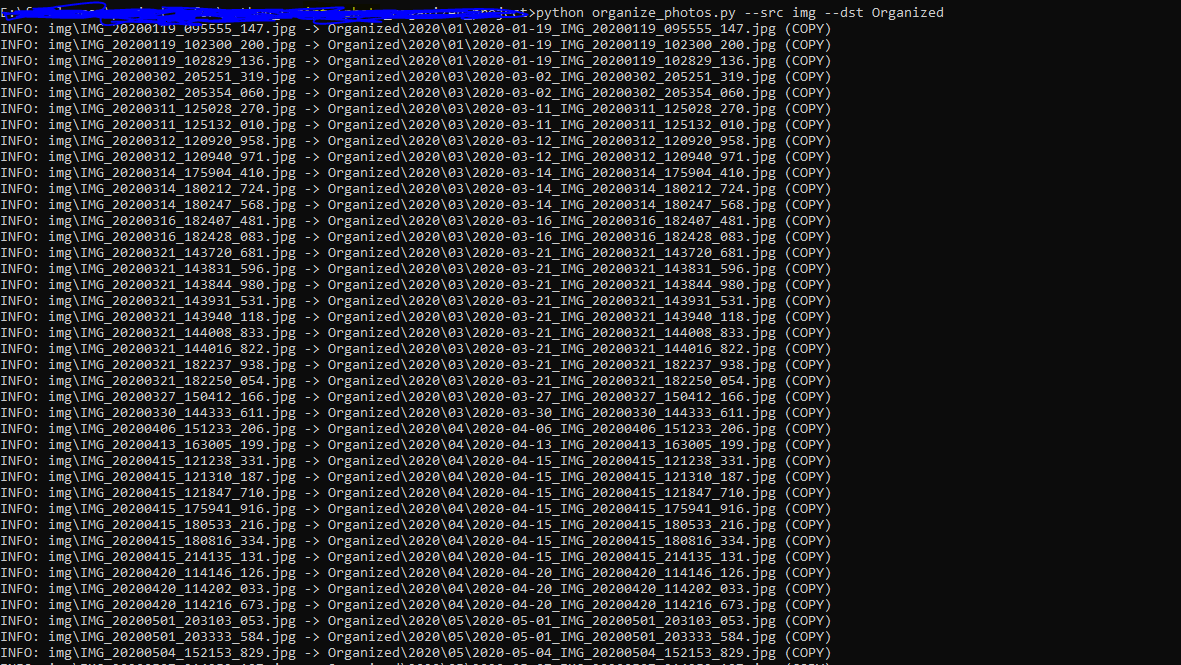 python organize_photos.py --src img --dst Organized
INFO: img\IMG_20200119_095555_147.jpg -> Organized\2020\01\2020-01-19_IMG_20200119_095555_147.jpg (COPY)
INFO: img\IMG_20200119_102300_200.jpg -> Organized\2020\01\2020-01-19_IMG_20200119_102300_200.jpg (COPY)
INFO: img\IMG_20200119_102829_136.jpg -> Organized\2020\01\2020-01-19_IMG_20200119_102829_136.jpg (COPY)
INFO: img\IMG_20200302_205251_319.jpg -> Organized\2020\03\2020-03-02_IMG_20200302_205251_319.jpg (COPY)
INFO: img\IMG_20200302_205354_060.jpg -> Organized\2020\03\2020-03-02_IMG_20200302_205354_060.jpg (COPY)
INFO: img\IMG_20200311_125028_270.jpg -> Organized\2020\03\2020-03-11_IMG_20200311_125028_270.jpg (COPY)
INFO: img\IMG_20200311_125132_010.jpg -> Organized\2020\03\2020-03-11_IMG_20200311_125132_010.jpg (COPY)
INFO: img\IMG_20200312_120920_958.jpg -> Organized\2020\03\2020-03-12_IMG_20200312_120920_958.jpg (COPY)
INFO: img\IMG_20200312_120940_971.jpg -> Organized\2020\03\2020-03-12_IMG_20200312_120940_971.jpg (COPY)
INFO: img\IMG_20200314_175904_410.jpg -> Organized\2020\03\2020-03-14_IMG_20200314_175904_410.jpg (COPY)
INFO: img\IMG_20200314_180212_724.jpg -> Organized\2020\03\2020-03-14_IMG_20200314_180212_724.jpg (COPY)
INFO: img\IMG_20200314_180247_568.jpg -> Organized\2020\03\2020-03-14_IMG_20200314_180247_568.jpg (COPY)
INFO: img\IMG_20200316_182407_481.jpg -> Organized\2020\03\2020-03-16_IMG_20200316_182407_481.jpg (COPY)
INFO: img\IMG_20200316_182428_083.jpg -> Organized\2020\03\2020-03-16_IMG_20200316_182428_083.jpg (COPY)
INFO: img\IMG_20200321_143720_681.jpg -> Organized\2020\03\2020-03-21_IMG_20200321_143720_681.jpg (COPY)
INFO: img\IMG_20200321_143831_596.jpg -> Organized\2020\03\2020-03-21_IMG_20200321_143831_596.jpg (COPY)
INFO: img\IMG_20200321_143844_980.jpg -> Organized\2020\03\2020-03-21_IMG_20200321_143844_980.jpg (COPY)
INFO: img\IMG_20200321_143931_531.jpg -> Organized\2020\03\2020-03-21_IMG_20200321_143931_531.jpg (COPY)
INFO: img\IMG_20200321_143940_118.jpg -> Organized\2020\03\2020-03-21_IMG_20200321_143940_118.jpg (COPY)
INFO: img\IMG_20200321_144008_833.jpg -> Organized\2020\03\2020-03-21_IMG_20200321_144008_833.jpg (COPY)
INFO: img\IMG_20200321_144016_822.jpg -> Organized\2020\03\2020-03-21_IMG_20200321_144016_822.jpg (COPY)
INFO: img\IMG_20200321_182237_938.jpg -> Organized\2020\03\2020-03-21_IMG_20200321_182237_938.jpg (COPY)
INFO: img\IMG_20200321_182250_054.jpg -> Organized\2020\03\2020-03-21_IMG_20200321_182250_054.jpg (COPY)
INFO: img\IMG_20200327_150412_166.jpg -> Organized\2020\03\2020-03-27_IMG_20200327_150412_166.jpg (COPY)
INFO: img\IMG_20200330_144333_611.jpg -> Organized\2020\03\2020-03-30_IMG_20200330_144333_611.jpg (COPY)
INFO: img\IMG_20200406_151233_206.jpg -> Organized\2020\04\2020-04-06_IMG_20200406_151233_206.jpg (COPY)
INFO: img\IMG_20200413_163005_199.jpg -> Organized\2020\04\2020-04-13_IMG_20200413_163005_199.jpg (COPY)
INFO: img\IMG_20200415_121238_331.jpg -> Organized\2020\04\2020-04-15_IMG_20200415_121238_331.jpg (COPY)
INFO: img\IMG_20200415_121310_187.jpg -> Organized\2020\04\2020-04-15_IMG_20200415_121310_187.jpg (COPY)
INFO: img\IMG_20200415_121847_710.jpg -> Organized\2020\04\2020-04-15_IMG_20200415_121847_710.jpg (COPY)
INFO: img\IMG_20200415_175941_916.jpg -> Organized\2020\04\2020-04-15_IMG_20200415_175941_916.jpg (COPY)
INFO: img\IMG_20200415_180533_216.jpg -> Organized\2020\04\2020-04-15_IMG_20200415_180533_216.jpg (COPY)
INFO: img\IMG_20200415_180816_334.jpg -> Organized\2020\04\2020-04-15_IMG_20200415_180816_334.jpg (COPY)
INFO: img\IMG_20200415_214135_131.jpg -> Organized\2020\04\2020-04-15_IMG_20200415_214135_131.jpg (COPY)
INFO: img\IMG_20200420_114146_126.jpg -> Organized\2020\04\2020-04-20_IMG_20200420_114146_126.jpg (COPY)
INFO: img\IMG_20200420_114202_033.jpg -> Organized\2020\04\2020-04-20_IMG_20200420_114202_033.jpg (COPY)
INFO: img\IMG_20200420_114216_673.jpg -> Organized\2020\04\2020-04-20_IMG_20200420_114216_673.jpg (COPY)
INFO: img\IMG_20200501_203103_053.jpg -> Organized\2020\05\2020-05-01_IMG_20200501_203103_053.jpg (COPY)
INFO: img\IMG_20200501_203333_584.jpg -> Organized\2020\05\2020-05-01_IMG_20200501_203333_584.jpg (COPY)
INFO: img\IMG_20200504_152153_829.jpg -> Organized\2020\05\2020-05-04_IMG_20200504_152153_829.jpg (COPY)